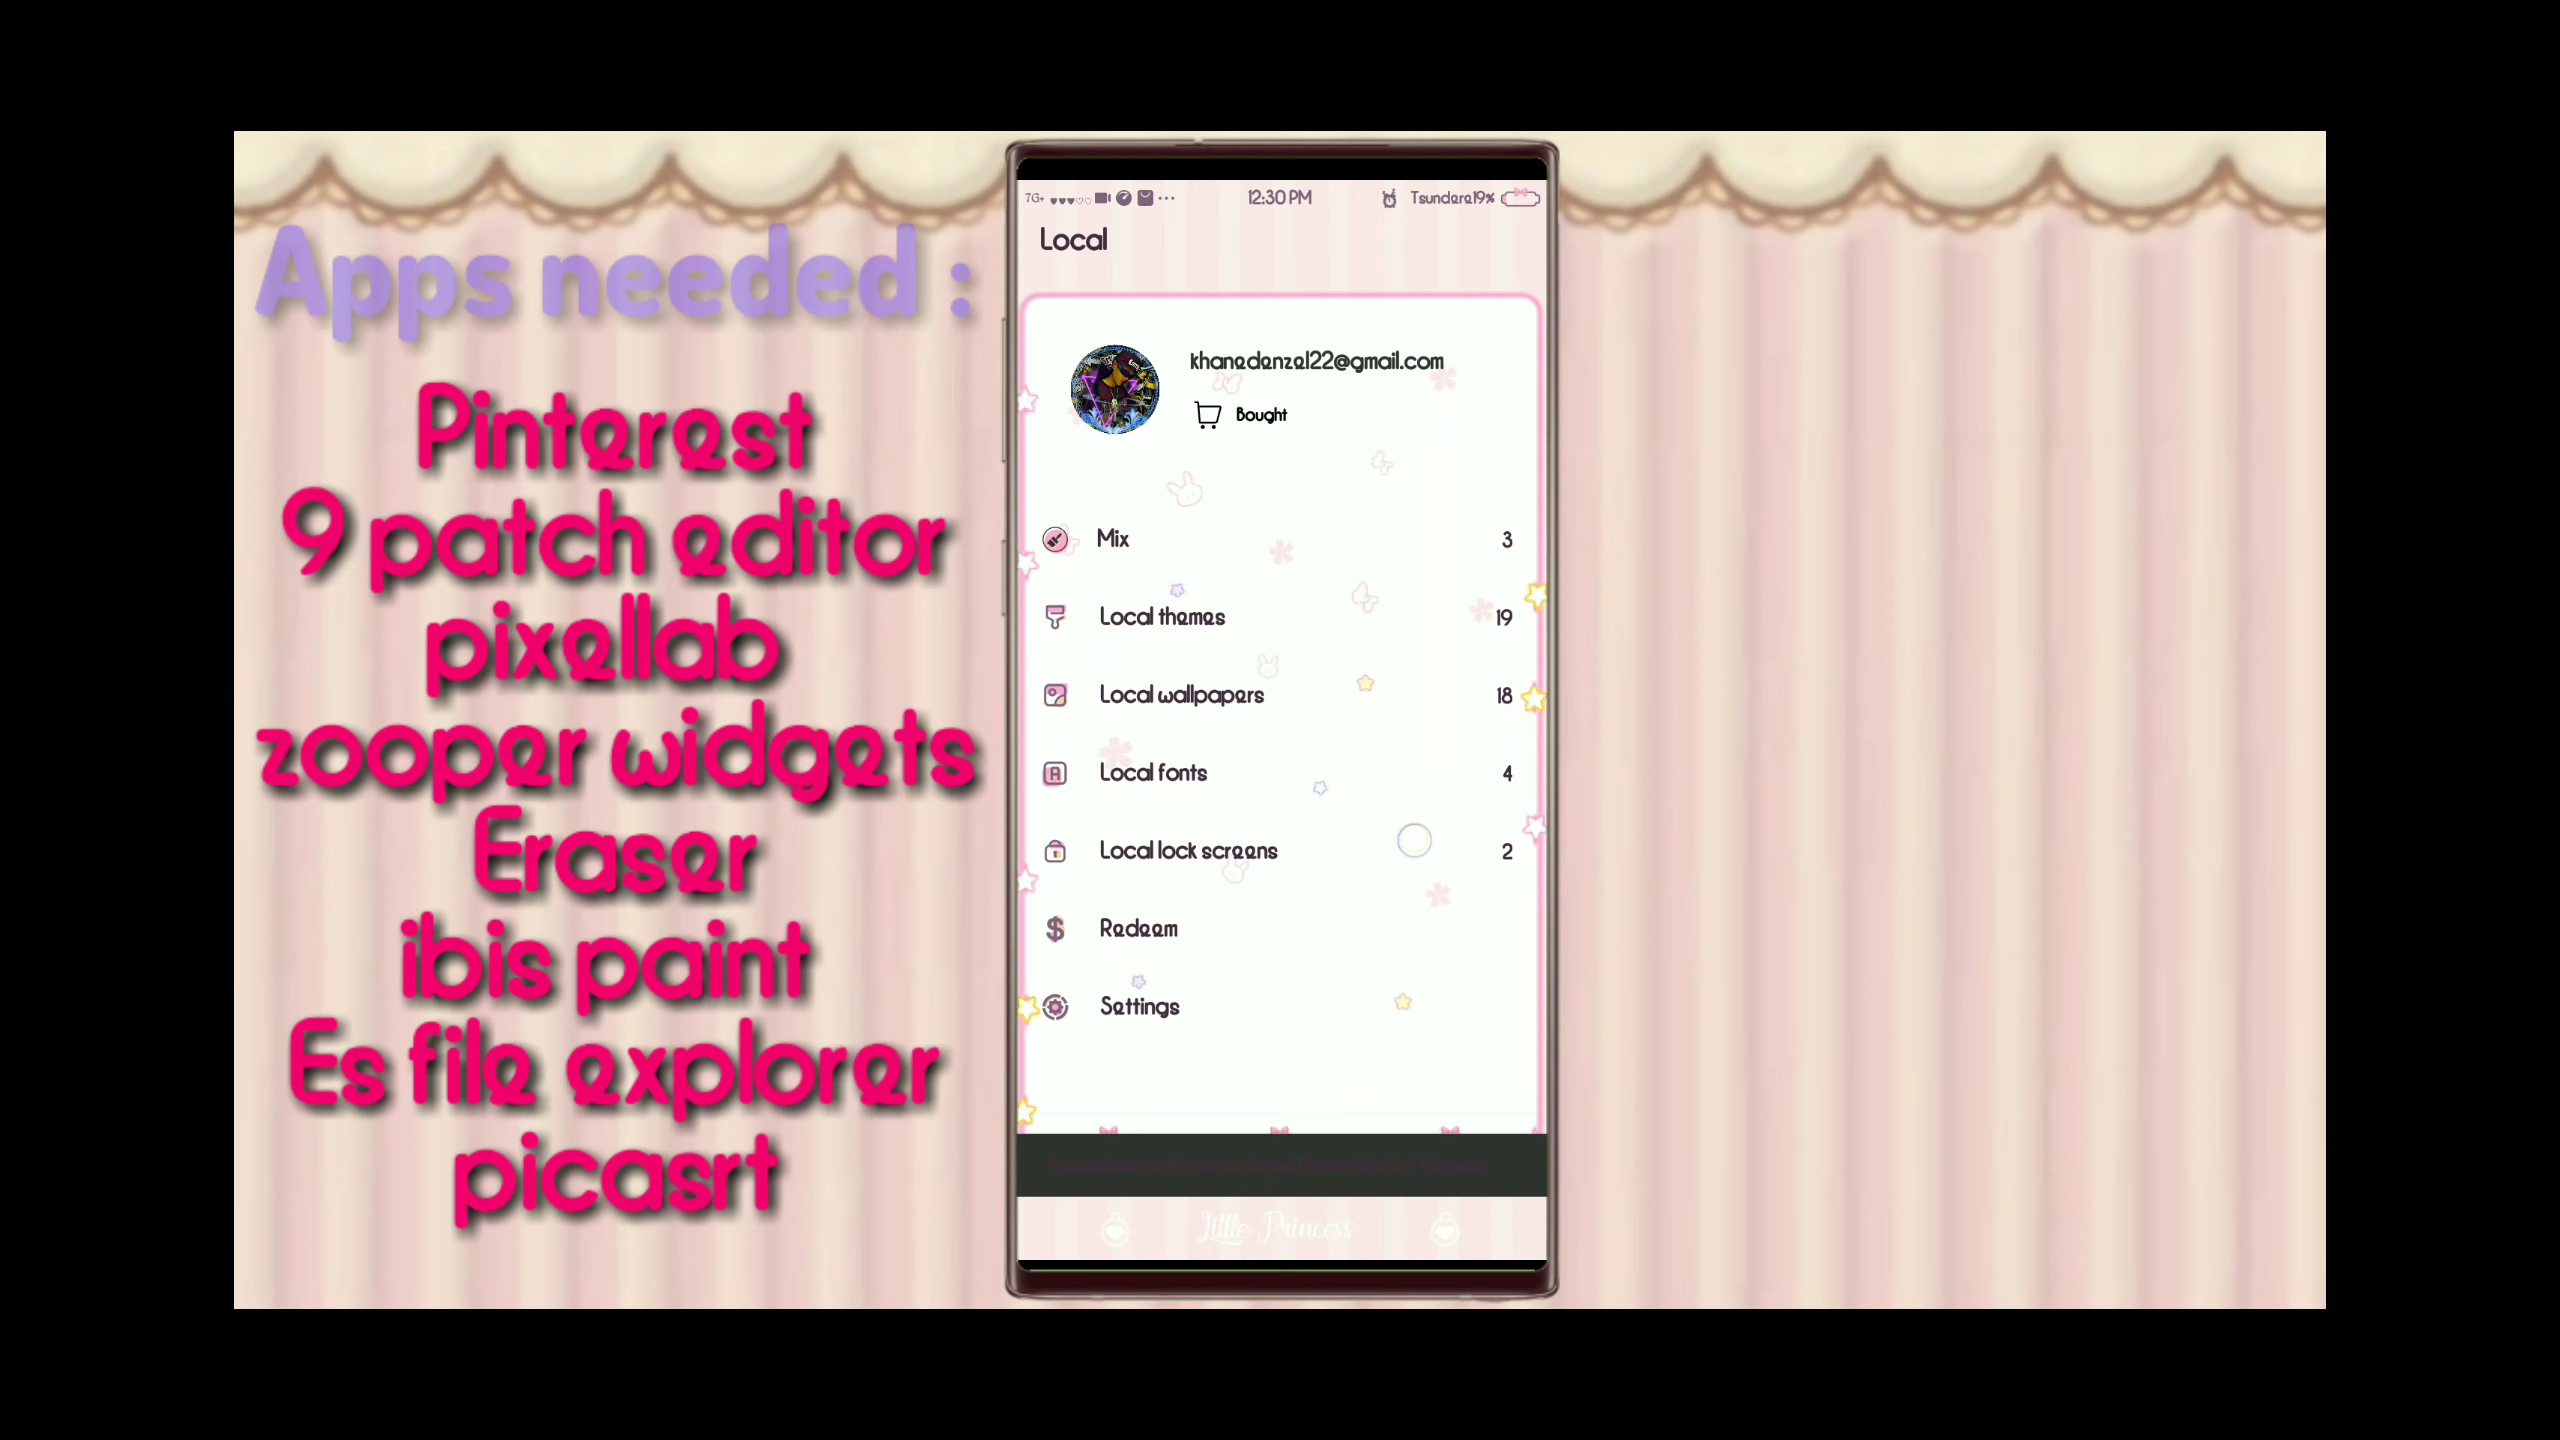 Apps needed :
Pinterest
9 patch editor
pixellab
zooper widgets
Eraser
ibis paint
Es file explorer
picasrt
7G+ 12:30 PM Tsundere19%
Local
khanedenzel22@gmail.com
Bought
Mix 3
Local themes 19
Local wallpapers 18
Local fonts 4
Local lock screens 2
Redeem
Settings
Little Princess